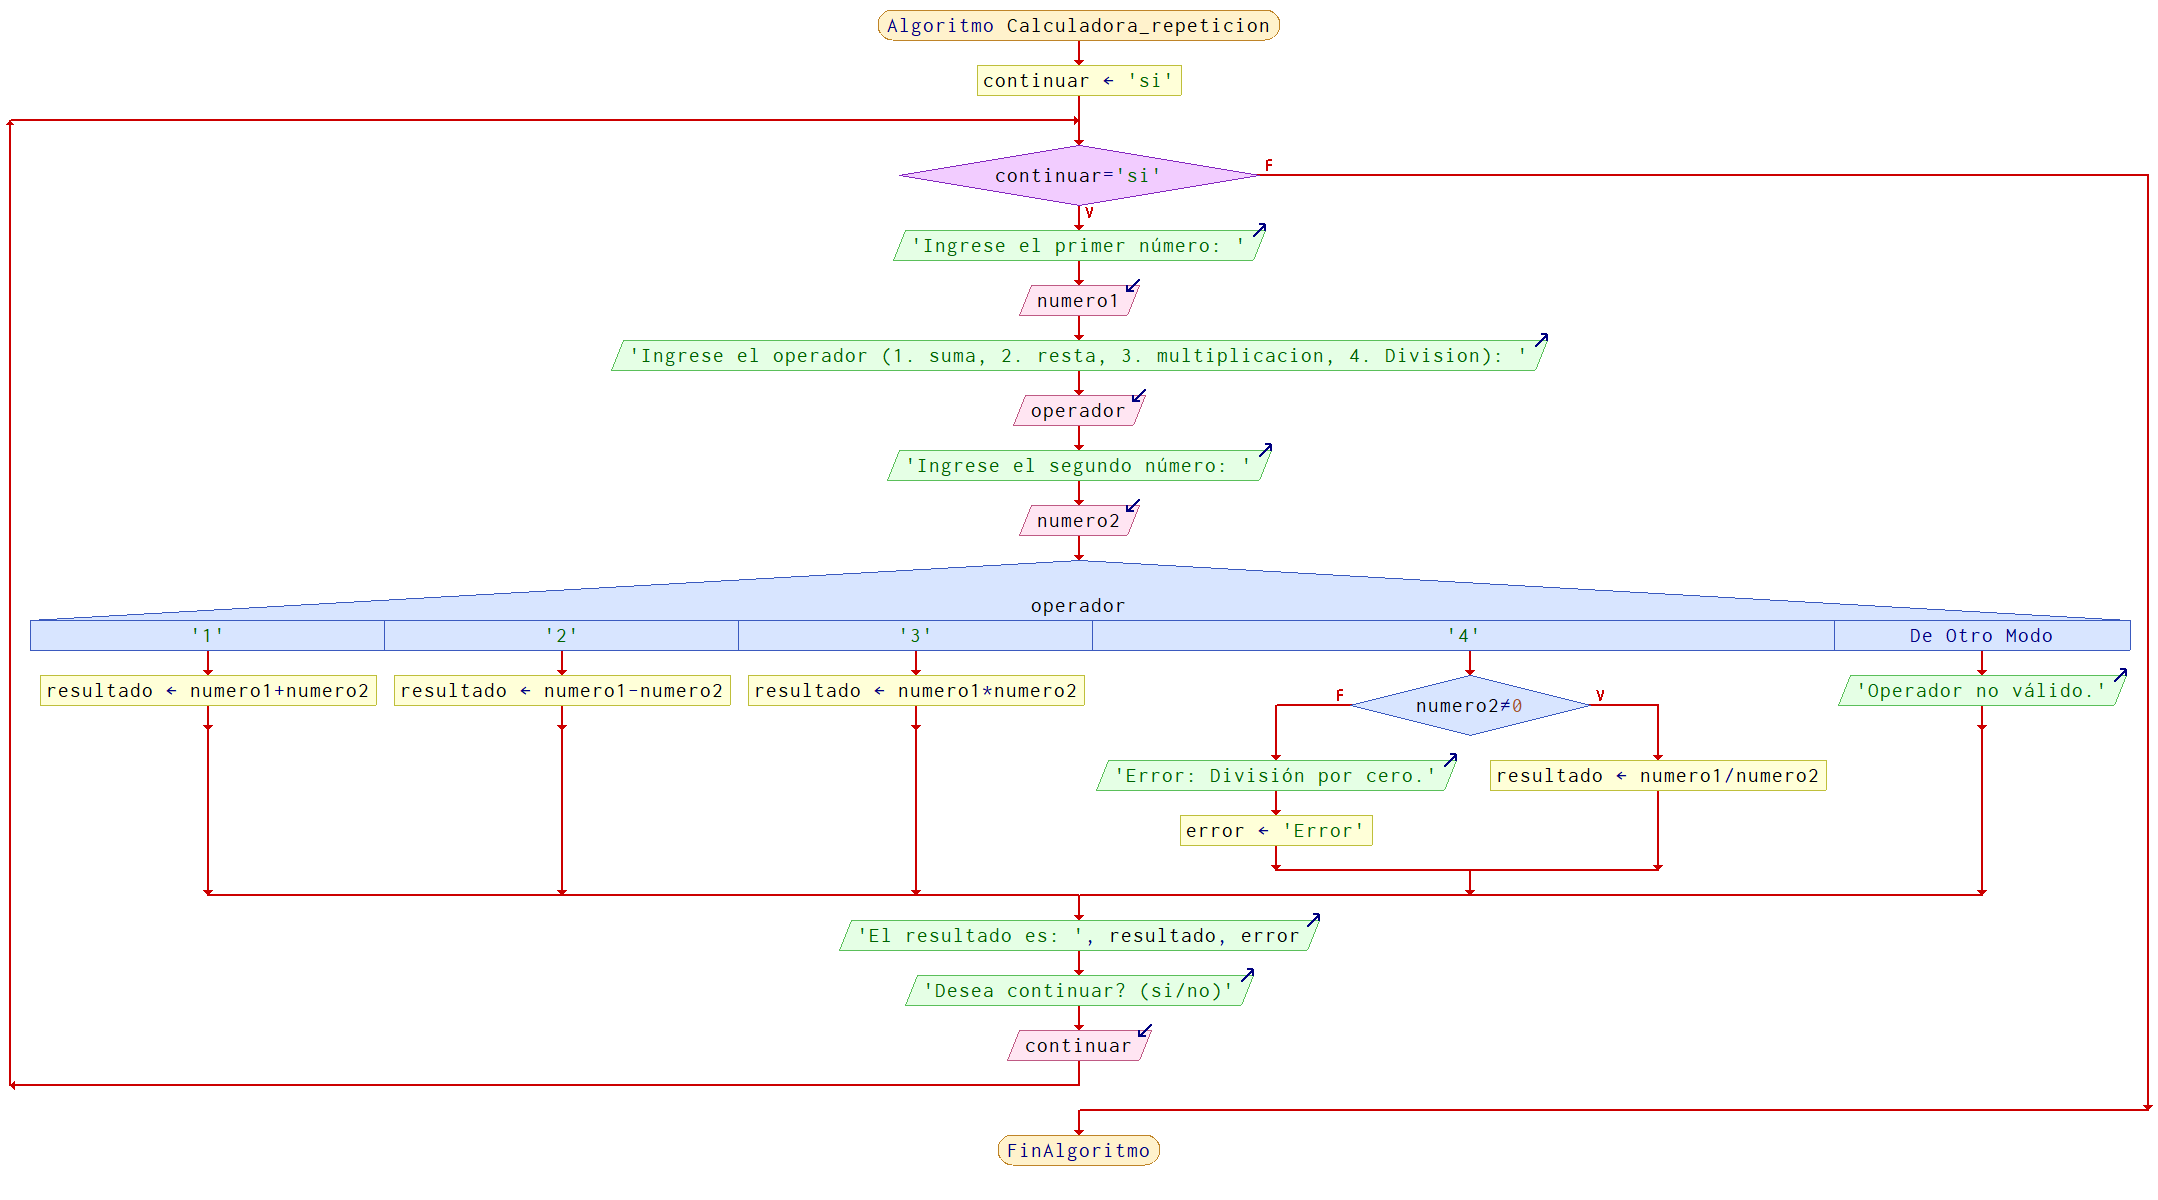 Algoritmo Calculadora_repeticion
continuar ← 'si'
continuar='si'
F
V
'Ingrese el primer número: '
numero1
'Ingrese el operador (1. suma, 2. resta, 3. multiplicacion, 4. Division): '
operador
'Ingrese el segundo número: '
numero2
operador
'1' '2' '3' '4' De Otro Modo
resultado ← numero1+numero2
resultado ← numero1-numero2
resultado ← numero1*numero2
F
numero2≠0
V
'Operador no válido.'
'Error: División por cero.'
resultado ← numero1/numero2
error ← 'Error'
'El resultado es: ', resultado, error
'Desea continuar? (si/no)'
continuar
FinAlgoritmo